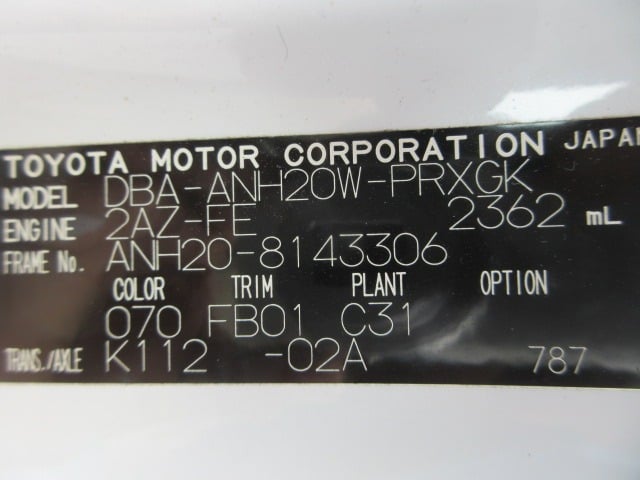 TOYOTA MOTOR CORPORATION JAPAN
MODEL DBA-ANH20W-PRXGK
ENGINE 2AZ-FE 2362 mL
FRAME No. ANH20-8143306
COLOR TRIM PLANT OPTION
070 FB01 C31
TRANS./AXLE K112 -02A 787